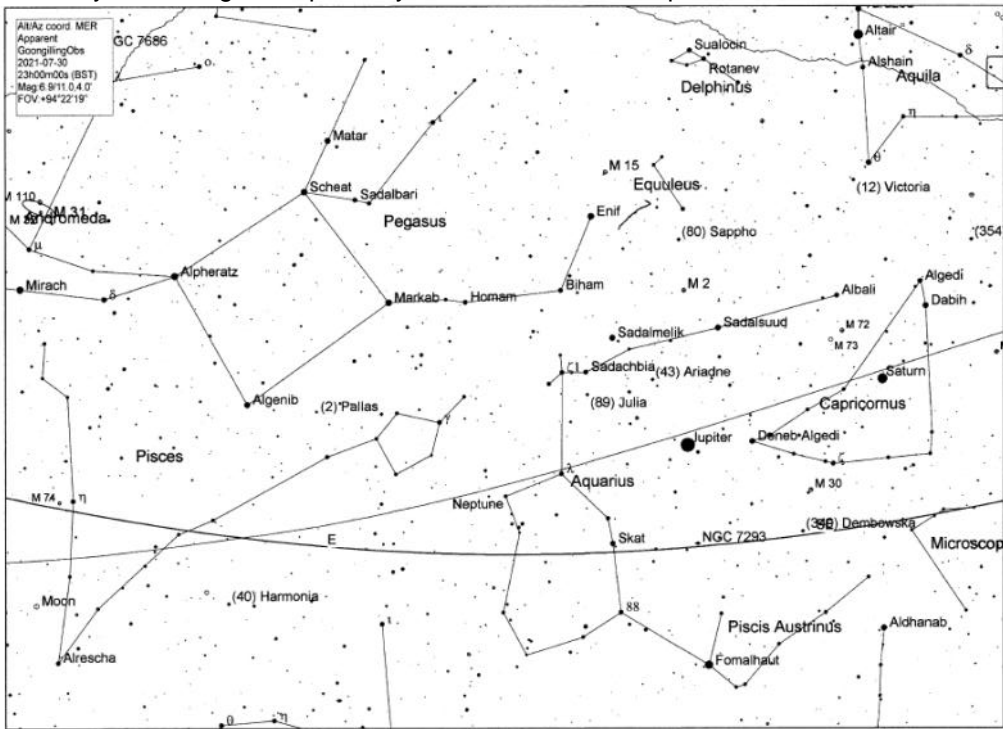 Alt/Az coord. MER
Apparent
GoongillingObs
2021-07-30
23h00m00s (BST)
Mag:6.9/11.0,4.0'
FOV:+94°22'19"
GC 7686
ο
λ
Sualocin
Rotanev
Delphinus
Altair
Alshain
Aquila
δ
η
θ
Matar
ι
M 15
Equuleus
(12) Victoria
Scheat
Sadalbari
Pegasus
M 110
M 31
Andromeda
μ
Enif
(80) Sappho
(354)
Alpheratz
Mirach
δ
Markab
Homam
Biham
M 2
Albali
Algedi
Dabih
Sadalmelik
Sadalsuud
M 72
M 73
ζ1
Sadachbia
(43) Ariadne
Saturn
(89) Julia
Capricornus
Algenib
(2) Pallas
γ
Jupiter
Deneb Algedi
Pisces
ζ
λ
Aquarius
M 74
η
Neptune
M 30
E
Skat
NGC 7293
Dembowska
SE
Microscop
Moon
(40) Harmonia
88
ι
Piscis Austrinus
Aldhanab
Alrescha
Fomalhaut
θ
η